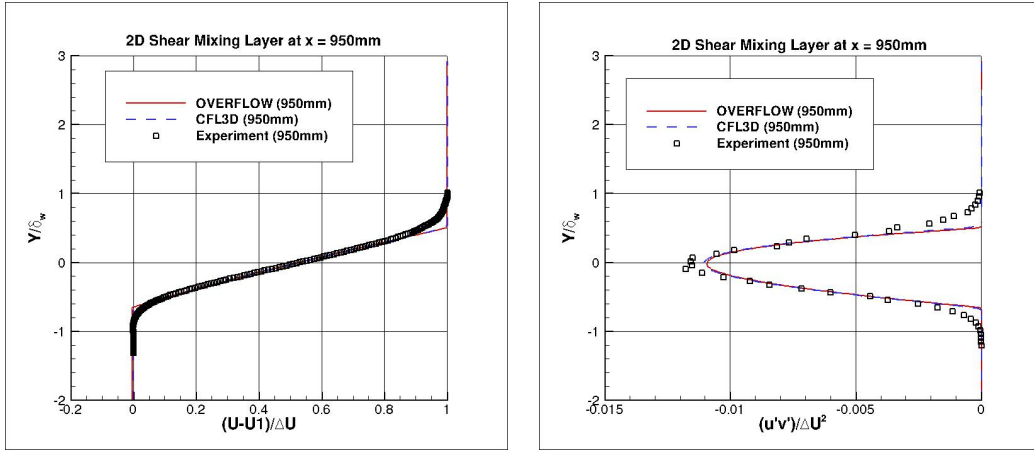 2D Shear Mixing Layer at x = 950mm
3
2
1
0
-1
-2
Y/δw
OVERFLOW (950mm)
CFL3D (950mm)
Experiment (950mm)
-0.2
0
0.2
0.4
0.6
0.8
1
(U-U1)/△U
2D Shear Mixing Layer at x = 950mm
3
2
1
0
-1
-2
Y/δw
OVERFLOW (950mm)
CFL3D (950mm)
Experiment (950mm)
-0.015
-0.01
-0.005
0
(u'v')/△U²